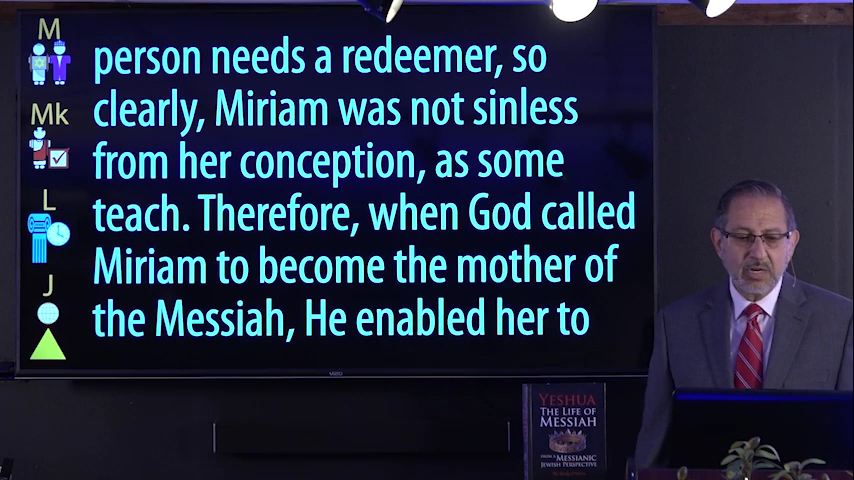 M
person needs a redeemer, so
clearly, Miriam was not sinless
Mk
from her conception, as some
teach. Therefore, when God called
L
Miriam to become the mother of
J
the Messiah, He enabled her to
VIZIO
YESHUA
THE LIFE OF
MESSIAH
FROM A
MESSIANIC
JEWISH PERSPECTIVE